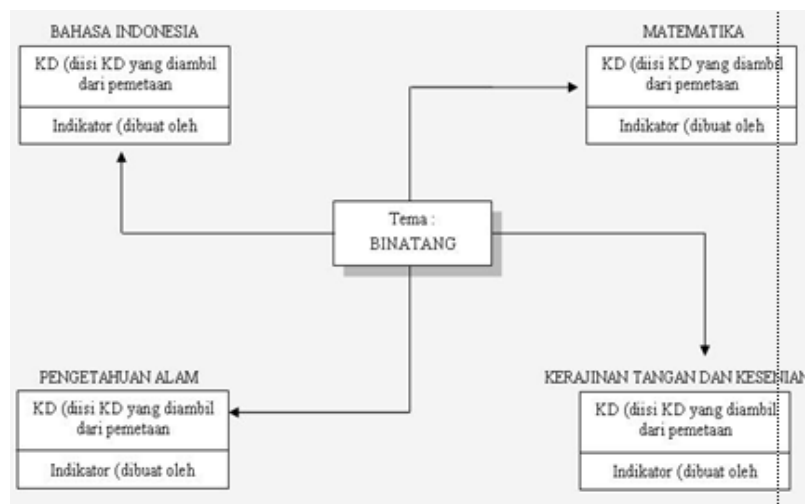 BAHASA INDONESIA
KD (diisi KD yang diambil
dari pemetaan
Indikator (dibuat oleh
MATEMATIKA
KD (diisi KD yang diambil
dari pemetaan
Indikator (dibuat oleh
Tema :
BINATANG
PENGETAHUAN ALAM
KD (diisi KD yang diambil
dari pemetaan
Indikator (dibuat oleh
KERAJINAN TANGAN DAN KESENIAN
KD (diisi KD yang diambil
dari pemetaan
Indikator (dibuat oleh